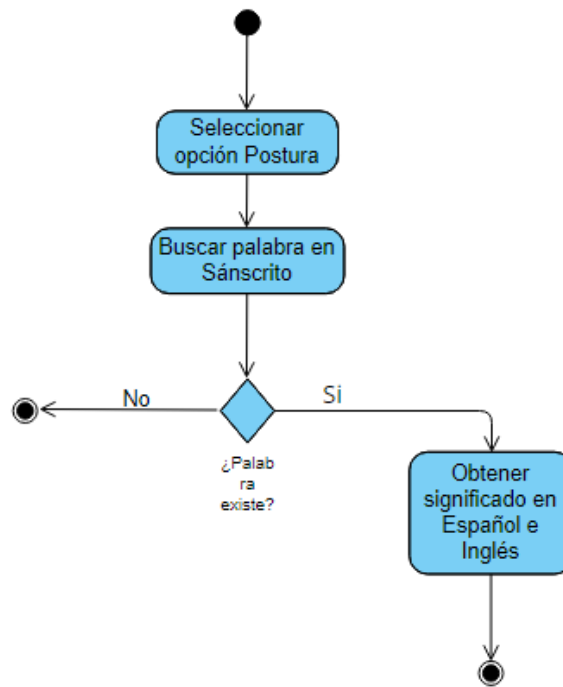 Seleccionar
opción Postura
Buscar palabra en
Sánscrito
No
Si
¿Palab
ra
existe?
Obtener
significado en
Español e
Inglés